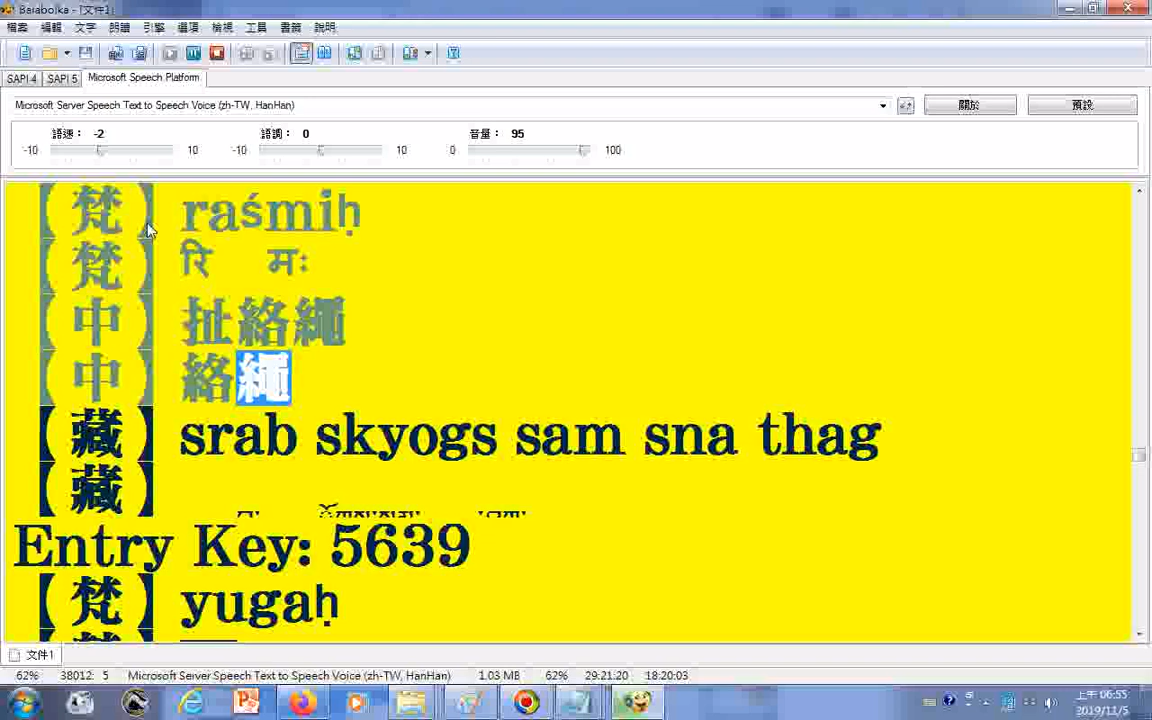 Balabolka - [文件1]
檔案 編輯 文字 朗讀 引擎 選項 檢視 工具 書籤 說明
SAPI 4 SAPI 5 Microsoft Speech Platform
Microsoft Server Speech Text to Speech Voice (zh-TW, HanHan) 關於 預設
語速： -2 語調： 0 音量： 95
-10 10 -10 10 0 100
【梵】 raśmiḥ
【梵】 रि मः
【中】 扯絡繩
【中】 絡繩
【藏】 srab skyogs sam sna thag
【藏】
Entry Key: 5639
【梵】 yugaḥ
文件1
62% 38012: 5 Microsoft Server Speech Text to Speech Voice (zh-TW, HanHan) 1.03 MB 62% 29:21:20 18:20:03
上午 06:55
2019/11/5